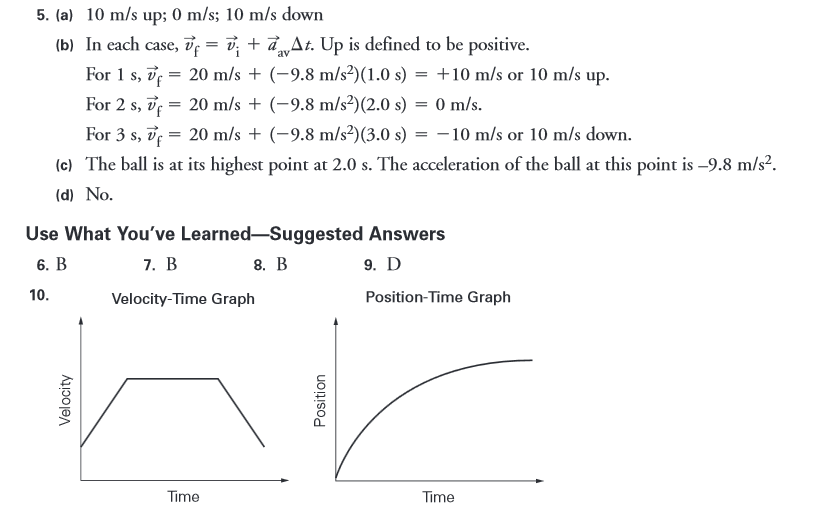 5. (a) 10 m/s up; 0 m/s; 10 m/s down
(b) In each case, v⃗f = v⃗i + a⃗avΔt. Up is defined to be positive.
For 1 s, v⃗f = 20 m/s + (−9.8 m/s²)(1.0 s) = +10 m/s or 10 m/s up.
For 2 s, v⃗f = 20 m/s + (−9.8 m/s²)(2.0 s) = 0 m/s.
For 3 s, v⃗f = 20 m/s + (−9.8 m/s²)(3.0 s) = −10 m/s or 10 m/s down.
(c) The ball is at its highest point at 2.0 s. The acceleration of the ball at this point is –9.8 m/s².
(d) No.
Use What You've Learned—Suggested Answers
6. B 7. B 8. B 9. D
10. Velocity-Time Graph Position-Time Graph
Velocity
Position
Time Time